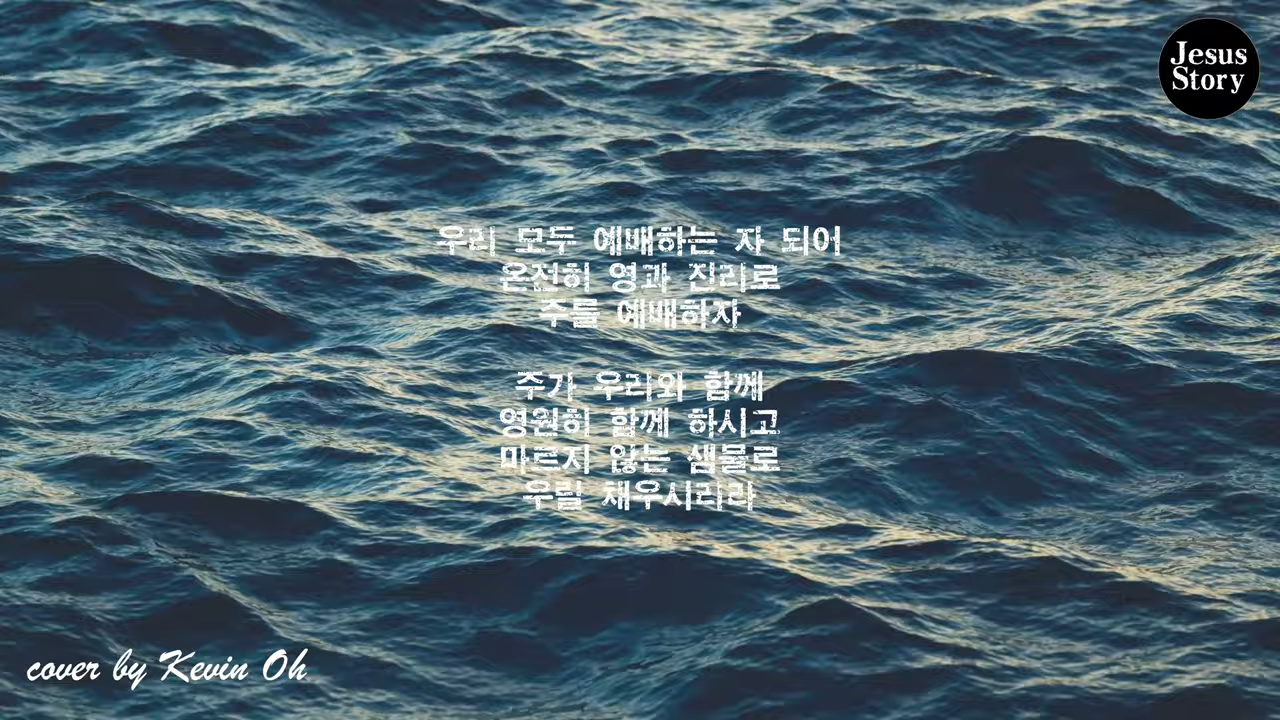 Jesus
Story
우리 모두 예배하는 자 되어
온전히 영과 진리로
주를 예배하자
주가 우리와 함께
영원히 함께 하시고
마르지 않는 샘물로
우릴 채우시리라
cover by Kevin Oh